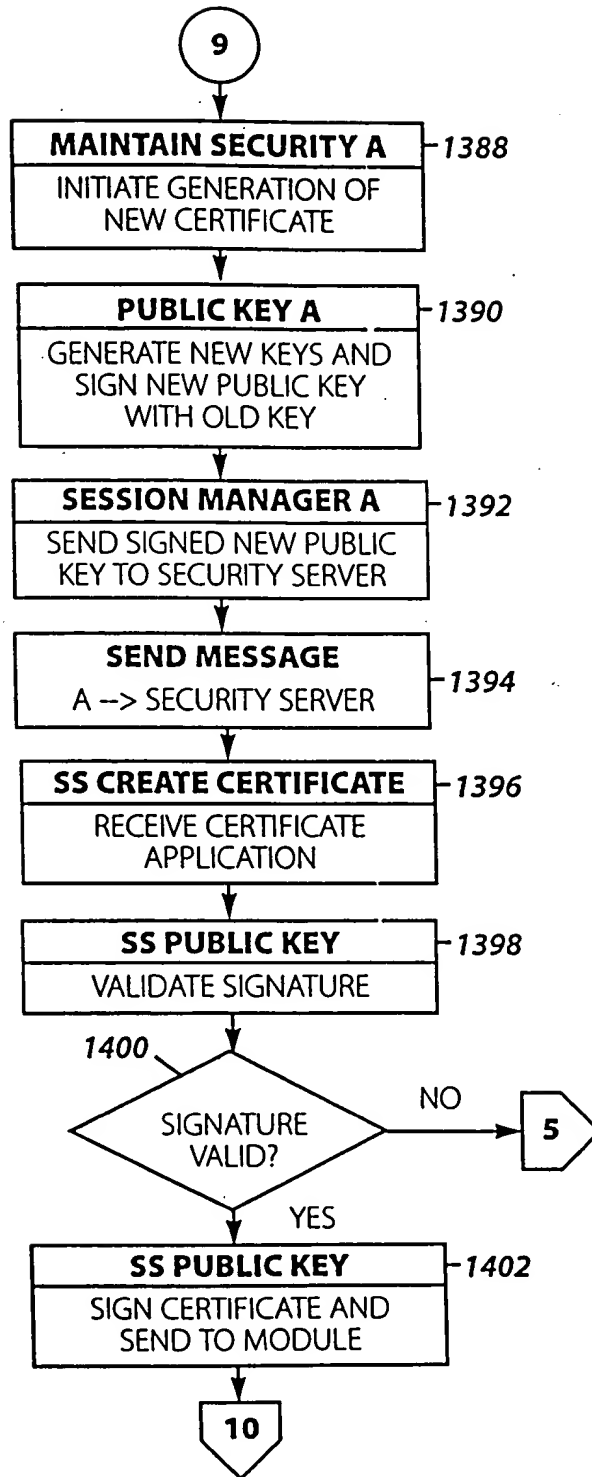 9
MAINTAIN SECURITY A
1388
INITIATE GENERATION OF
NEW CERTIFICATE
PUBLIC KEY A
1390
GENERATE NEW KEYS AND
SIGN NEW PUBLIC KEY
WITH OLD KEY
SESSION MANAGER A
1392
SEND SIGNED NEW PUBLIC
KEY TO SECURITY SERVER
SEND MESSAGE
1394
A --> SECURITY SERVER
SS CREATE CERTIFICATE
1396
RECEIVE CERTIFICATE
APPLICATION
SS PUBLIC KEY
1398
VALIDATE SIGNATURE
1400
SIGNATURE
VALID?
NO
5
YES
SS PUBLIC KEY
1402
SIGN CERTIFICATE AND
SEND TO MODULE
10